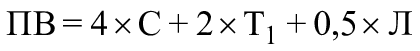 ПВ = 4 × С + 2 × Т₁ + 0,5 × Л